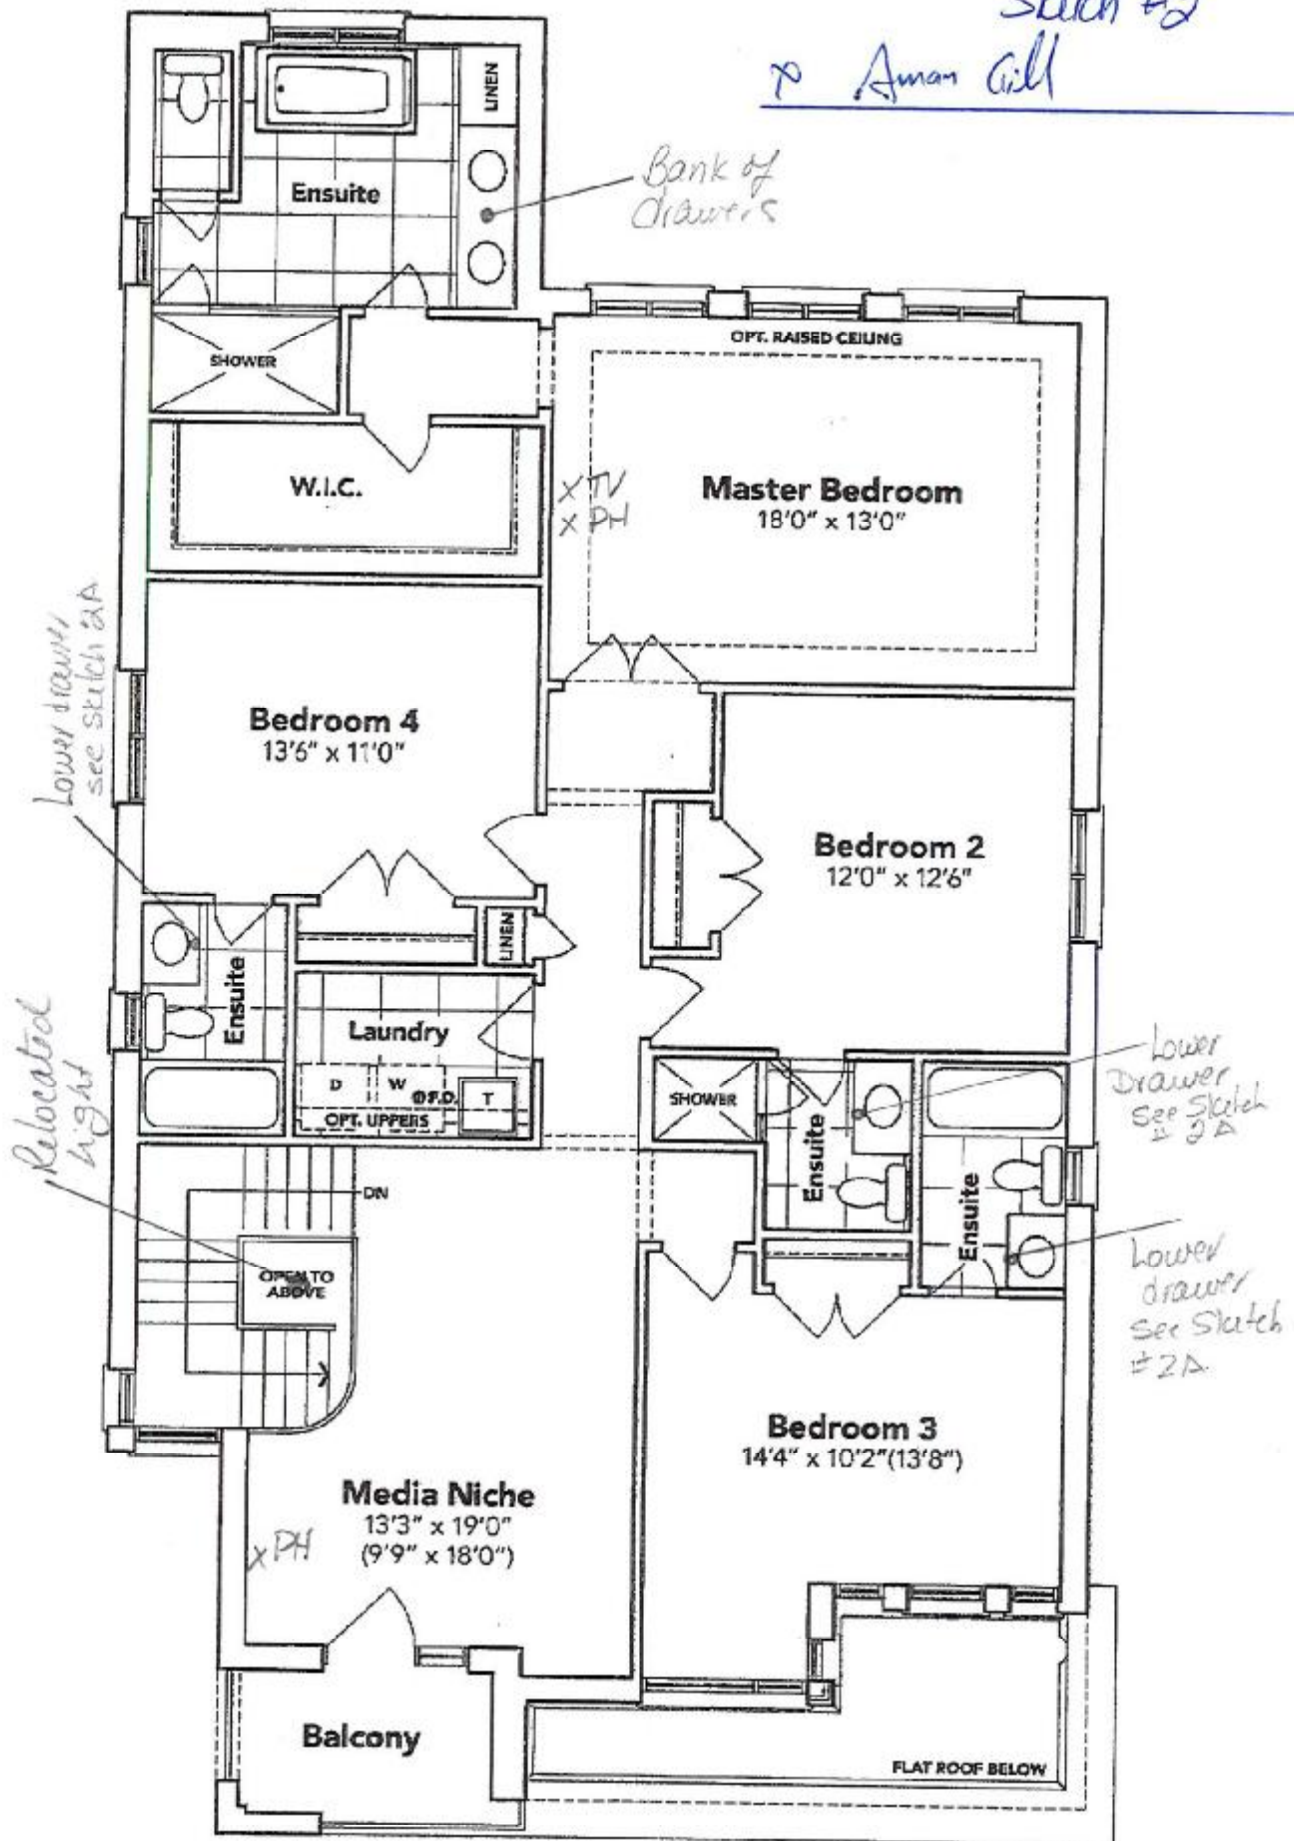 Sketch #2
x Aman Gill
LINEN
Bank of
drawers
Ensuite
OPT. RAISED CEILING
SHOWER
W.I.C.
x TV
x PH
Master Bedroom
18'0" x 13'0"
Lower drawer
see sketch 2A
Bedroom 4
13'6" x 11'0"
Bedroom 2
12'0" x 12'6"
LINEN
Ensuite
Laundry
D
W
F.D.
T
OPT. UPPERS
Relocated
light
SHOWER
Ensuite
Lower
Drawer
see Sketch
# 2A
Ensuite
DN
OPEN TO
ABOVE
Lower
drawer
see Sketch
#2A
Bedroom 3
14'4" x 10'2"(13'8")
Media Niche
13'3" x 19'0"
(9'9" x 18'0")
x PH
Balcony
FLAT ROOF BELOW